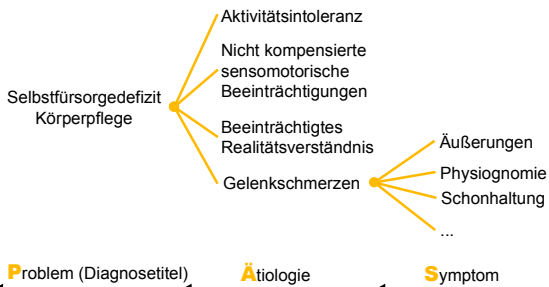 Aktivitätsintoleranz
Nicht kompensierte
sensomotorische
Beeinträchtigungen
Selbstfürsorgedefizit
Körperpflege
Beeinträchtigtes
Realitätsverständnis
Gelenkschmerzen
Äußerungen
Physiognomie
Schonhaltung
...
Problem (Diagnosetitel)
Ätiologie
Symptom